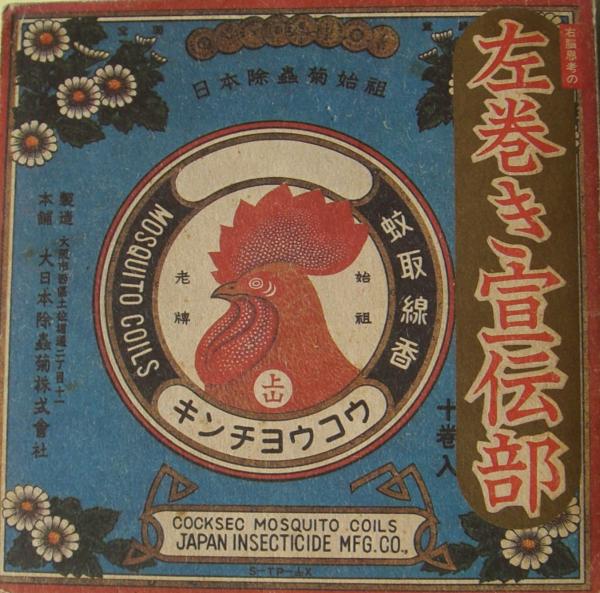 右脳思考の
左巻き宣伝部
日本除蟲菊始祖
MOSQUITO COILS
蚊取線香
老牌
始祖
上山
キンチヨウコウ
十巻入
製造本舗
大日本除蟲菊株式會社
COCKSEC MOSQUITO COILS
JAPAN INSECTICIDE MFG.CO.,